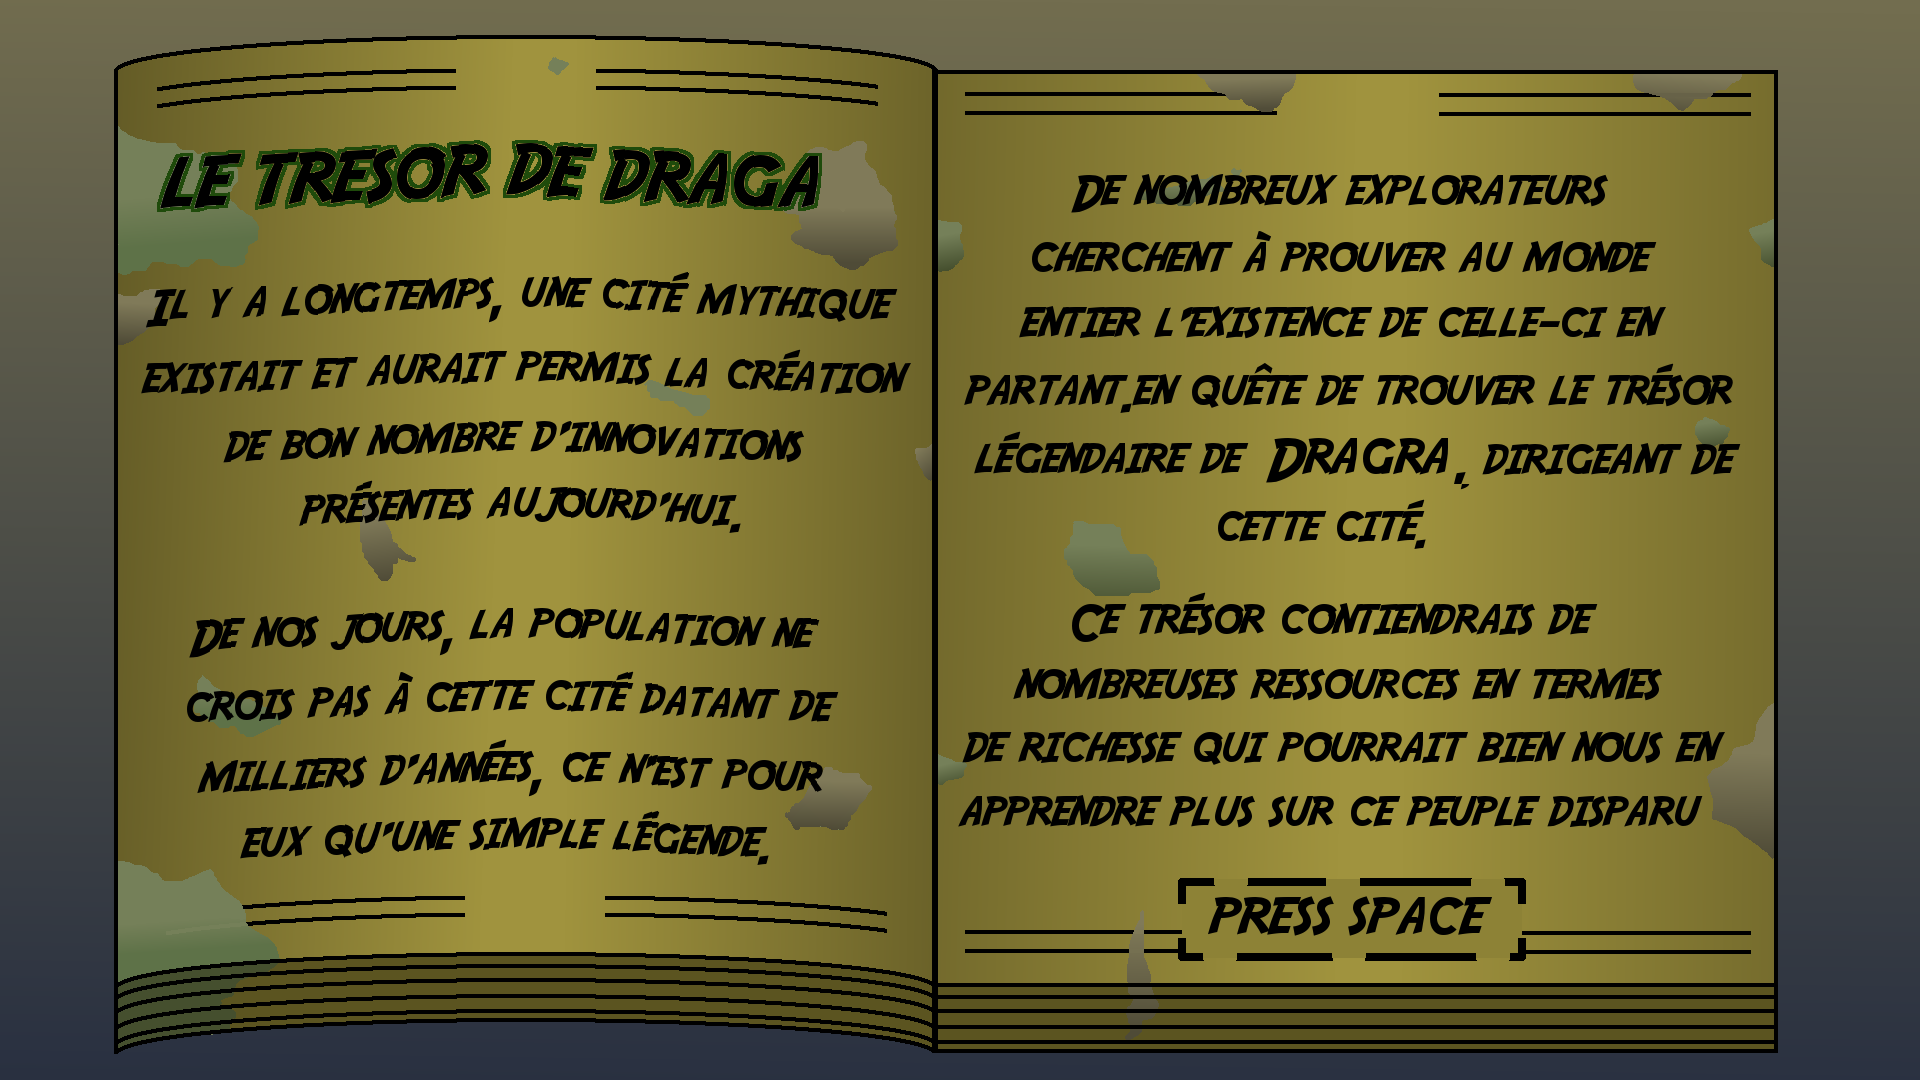 LE TRESOR DE DRAGA
IL Y A LONGTEMPS, UNE CITÉ MYTHIQUE
EXISTAIT ET AURAIT PERMIS LA CRÉATION
DE BON NOMBRE D'INNOVATIONS
PRÉSENTES AUJOURD'HUI.
DE NOS JOURS, LA POPULATION NE
CROIS PAS À CETTE CITÉ DATANT DE
MILLIERS D'ANNÉES, CE N'EST POUR
EUX QU'UNE SIMPLE LÉGENDE.
DE NOMBREUX EXPLORATEURS
CHERCHENT À PROUVER AU MONDE
ENTIER L'EXISTENCE DE CELLE-CI EN
PARTANT.EN QUÊTE DE TROUVER LE TRÉSOR
LÉGENDAIRE DE DRAGRA, DIRIGEANT DE
CETTE CITÉ.
CE TRÉSOR CONTIENDRAIS DE
NOMBREUSES RESSOURCES EN TERMES
DE RICHESSE QUI POURRAIT BIEN NOUS EN
APPRENDRE PLUS SUR CE PEUPLE DISPARU
PRESS SPACE